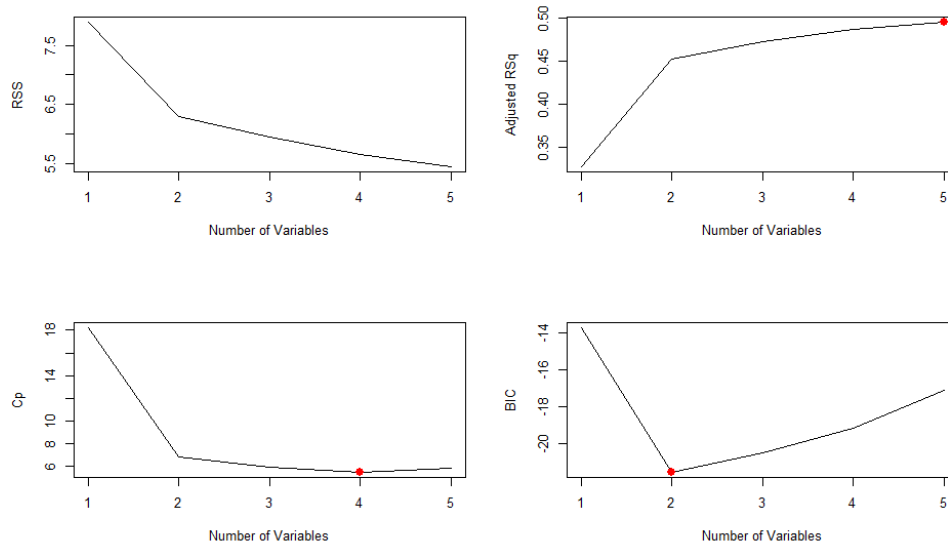 RSS
7.5
6.5
5.5
1 2 3 4 5
Number of Variables
Adjusted RSq
0.50
0.45
0.40
0.35
1 2 3 4 5
Number of Variables
Cp
18
14
10
8
6
1 2 3 4 5
Number of Variables
BIC
-14
-16
-18
-20
1 2 3 4 5
Number of Variables